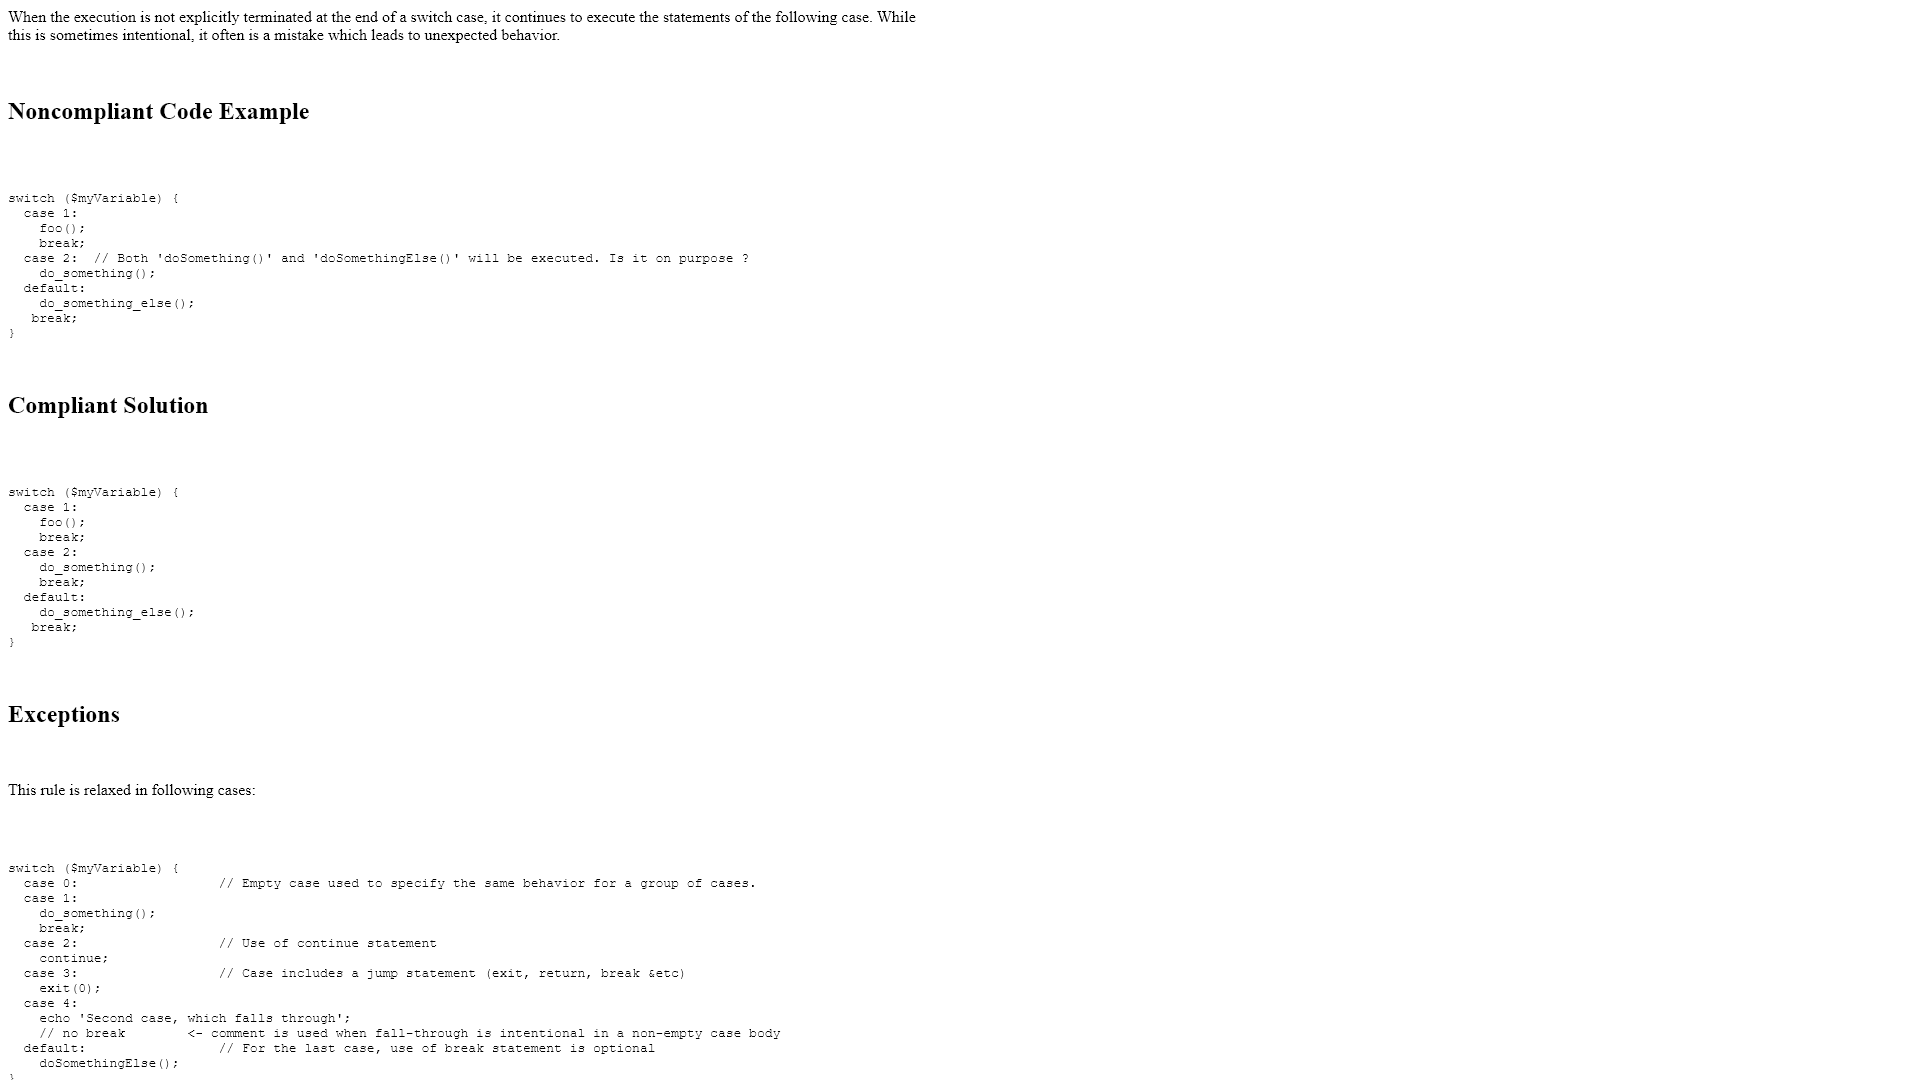 When the execution is not explicitly terminated at the end of a switch case, it continues to execute the statements of the following case. While
this is sometimes intentional, it often is a mistake which leads to unexpected behavior.
Noncompliant Code Example
switch ($myVariable) {
  case 1:
    foo();
    break;
  case 2:  // Both 'doSomething()' and 'doSomethingElse()' will be executed. Is it on purpose ?
    do_something();
  default:
    do_something_else();
   break;
}
Compliant Solution
switch ($myVariable) {
  case 1:
    foo();
    break;
  case 2:
    do_something();
    break;
  default:
    do_something_else();
   break;
}
Exceptions
This rule is relaxed in following cases:
switch ($myVariable) {
  case 0:                  // Empty case used to specify the same behavior for a group of cases.
  case 1:
    do_something();
    break;
  case 2:                  // Use of continue statement
    continue;
  case 3:                  // Case includes a jump statement (exit, return, break &etc)
    exit(0);
  case 4:
    echo 'Second case, which falls through';
    // no break        <- comment is used when fall-through is intentional in a non-empty case body
  default:                 // For the last case, use of break statement is optional
    doSomethingElse();
}